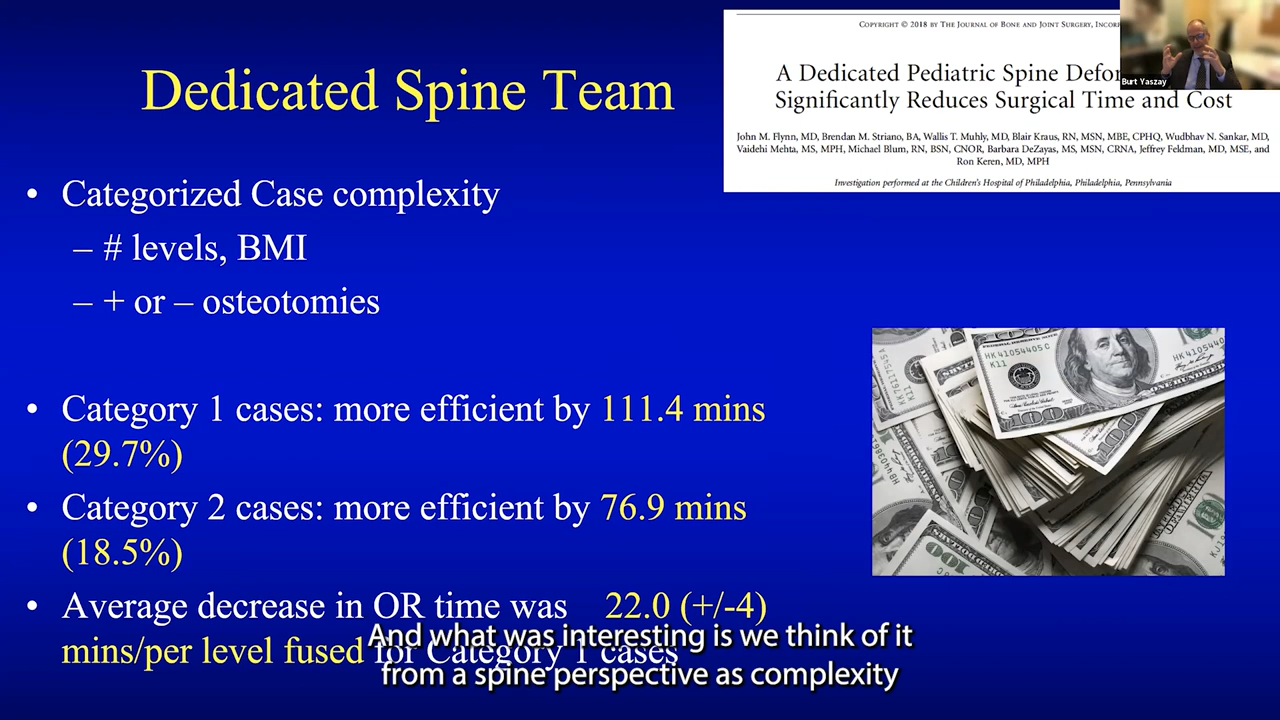 COPYRIGHT © 2018 BY THE JOURNAL OF BONE AND JOINT SURGERY,
Burt Yaszay
A Dedicated Pediatric Spine
Significantly Reduces Surgical Time and Cost
John M. Flynn, MD, Brendan M. Striano, BA, Wallis T. Muhly, MD, Blair Kraus, RN, MSN, MBE, CPHQ, Wudbhav N. Sankar, MD,
Vaidehi Mehta, MS, MPH, Michael Blum, RN, BSN, CNOR, Barbara DeZayas, MS, MSN, CRNA, Jeffrey Feldman, MD, MSE, and
Ron Keren, MD, MPH
Investigation performed at the Children's Hospital of Philadelphia, Philadelphia, Pennsylvania
Dedicated Spine Team
• Categorized Case complexity
– # levels, BMI
– + or – osteotomies
• Category 1 cases: more efficient by 111.4 mins
(29.7%)
• Category 2 cases: more efficient by 76.9 mins
(18.5%)
• Average decrease in OR time was 22.0 (+/-4)
mins/per level fused for Category 1 cases
And what was interesting is we think of it
from a spine perspective as complexity
HK 41054405 C
K11
100